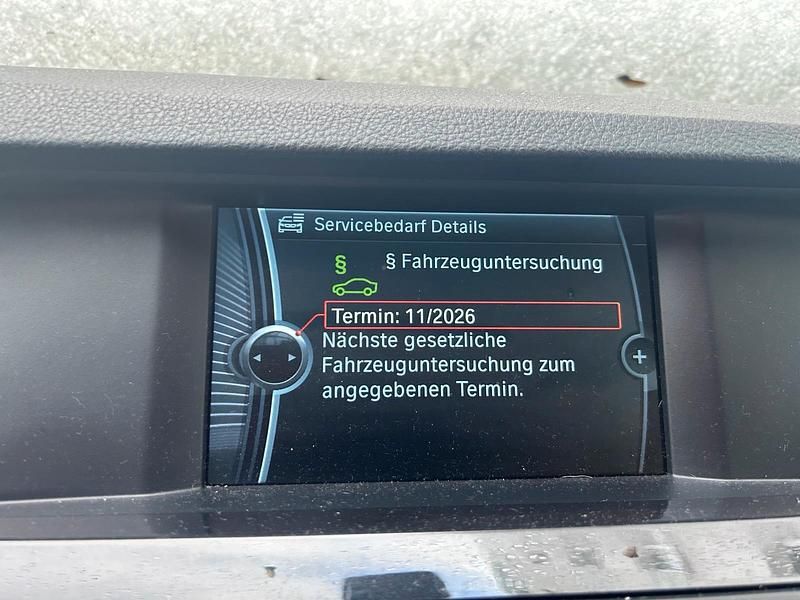 Servicebedarf Details
§ § Fahrzeuguntersuchung
Termin: 11/2026
Nächste gesetzliche
Fahrzeuguntersuchung zum
angegebenen Termin.